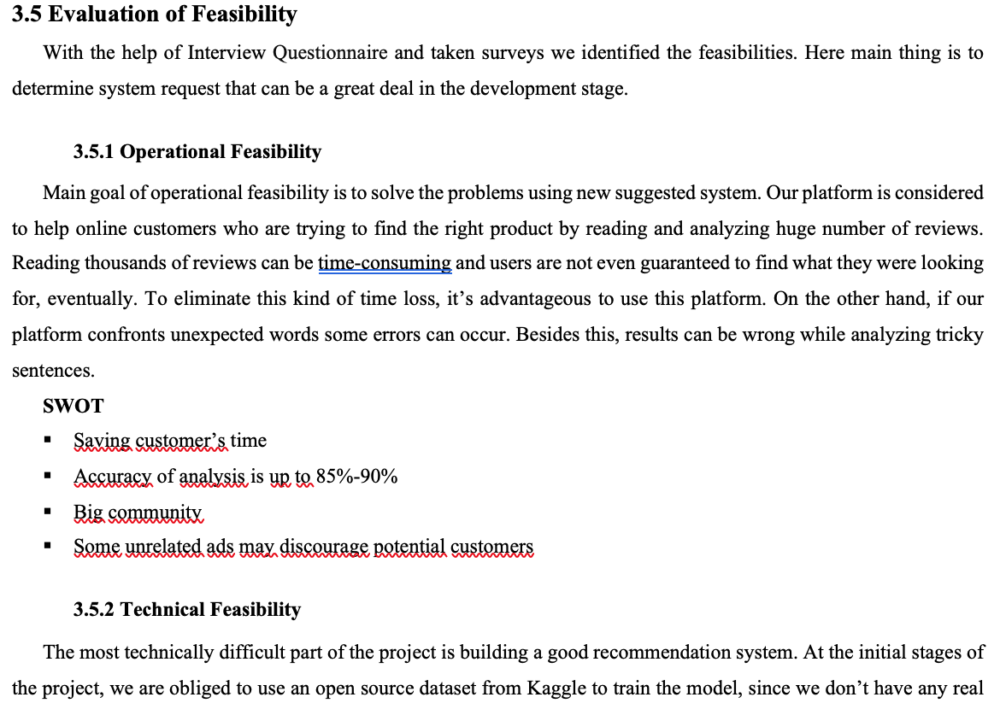 3.5 Evaluation of Feasibility
With the help of Interview Questionnaire and taken surveys we identified the feasibilities. Here main thing is to
determine system request that can be a great deal in the development stage.
3.5.1 Operational Feasibility
Main goal of operational feasibility is to solve the problems using new suggested system. Our platform is considered
to help online customers who are trying to find the right product by reading and analyzing huge number of reviews.
Reading thousands of reviews can be time-consuming and users are not even guaranteed to find what they were looking
for, eventually. To eliminate this kind of time loss, it’s advantageous to use this platform. On the other hand, if our
platform confronts unexpected words some errors can occur. Besides this, results can be wrong while analyzing tricky
sentences.
SWOT
▪ Saving customer’s time
▪ Accuracy of analysis is up to 85%-90%
▪ Big community
▪ Some unrelated ads may discourage potential customers
3.5.2 Technical Feasibility
The most technically difficult part of the project is building a good recommendation system. At the initial stages of
the project, we are obliged to use an open source dataset from Kaggle to train the model, since we don’t have any real